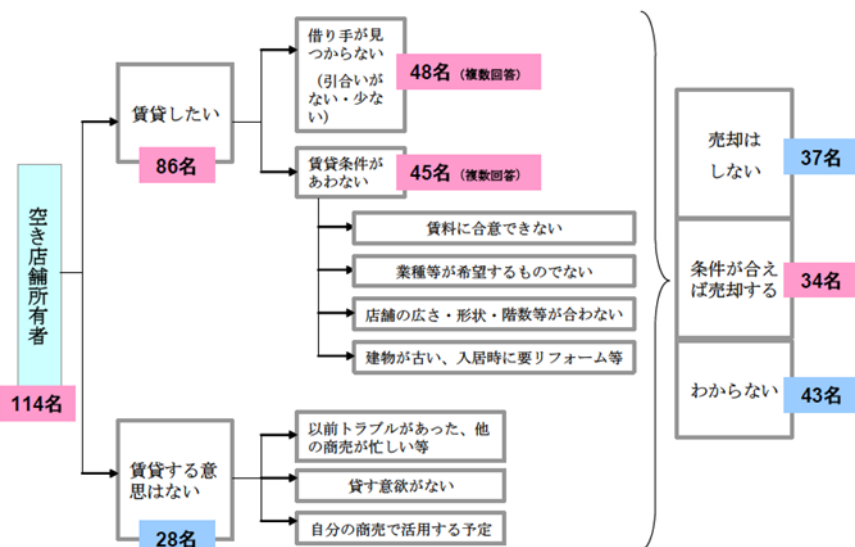 空き店舗所有者
114名
賃貸したい
86名
借り手が見
つからない
（引合いが
ない・少な
い）
48名（複数回答）
賃貸条件が
あわない
45名（複数回答）
賃料に合意できない
業種等が希望するものでない
店舗の広さ・形状・階数等が合わない
建物が古い、入居時に要リフォーム等
賃貸する意
思はない
28名
以前トラブルがあった、他
の商売が忙しい等
貸す意欲がない
自分の商売で活用する予定
売却は
しない
37名
条件が合え
ば売却する
34名
わからない
43名